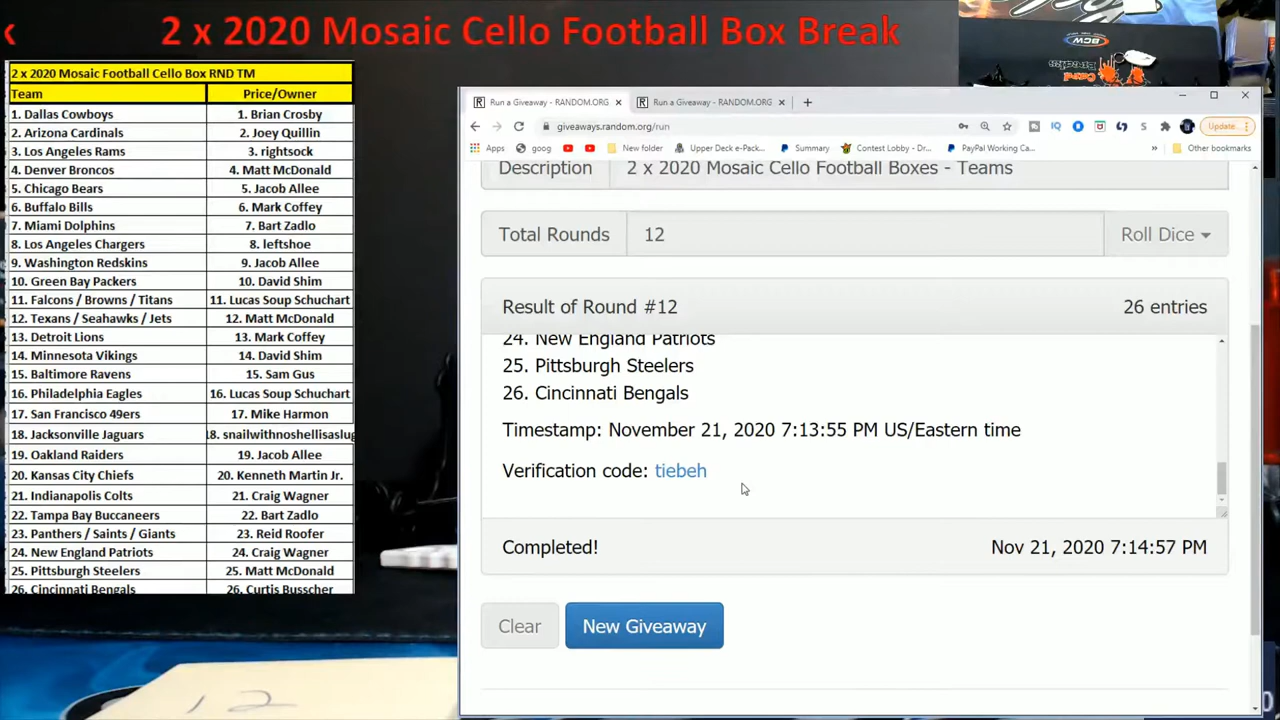 2 x 2020 Mosaic Cello Football Box Break
2 x 2020 Mosaic Football Cello Box RND TM
Team Price/Owner
1. Dallas Cowboys 1. Brian Crosby
2. Arizona Cardinals 2. Joey Quillin
3. Los Angeles Rams 3. rightsock
4. Denver Broncos 4. Matt McDonald
5. Chicago Bears 5. Jacob Allee
6. Buffalo Bills 6. Mark Coffey
7. Miami Dolphins 7. Bart Zadlo
8. Los Angeles Chargers 8. leftshoe
9. Washington Redskins 9. Jacob Allee
10. Green Bay Packers 10. David Shim
11. Falcons / Browns / Titans 11. Lucas Soup Schuchart
12. Texans / Seahawks / Jets 12. Matt McDonald
13. Detroit Lions 13. Mark Coffey
14. Minnesota Vikings 14. David Shim
15. Baltimore Ravens 15. Sam Gus
16. Philadelphia Eagles 16. Lucas Soup Schuchart
17. San Francisco 49ers 17. Mike Harmon
18. Jacksonville Jaguars 18. snailwithnoshellisaslug
19. Oakland Raiders 19. Jacob Allee
20. Kansas City Chiefs 20. Kenneth Martin Jr.
21. Indianapolis Colts 21. Craig Wagner
22. Tampa Bay Buccaneers 22. Bart Zadlo
23. Panthers / Saints / Giants 23. Reid Roofer
24. New England Patriots 24. Craig Wagner
25. Pittsburgh Steelers 25. Matt McDonald
26. Cincinnati Bengals 26. Curtis Busscher
12
BCW
Run a Giveaway - RANDOM.ORG Run a Giveaway - RANDOM.ORG
giveaways.random.org/run Update
Apps goog New folder Upper Deck e-Pack... Summary Contest Lobby - Dr... PayPal Working Ca... Other bookmarks
Description 2 x 2020 Mosaic Cello Football Boxes - Teams
Total Rounds 12 Roll Dice
Result of Round #12 26 entries
24. New England Patriots
25. Pittsburgh Steelers
26. Cincinnati Bengals
Timestamp: November 21, 2020 7:13:55 PM US/Eastern time
Verification code: tiebeh
Completed! Nov 21, 2020 7:14:57 PM
Clear New Giveaway